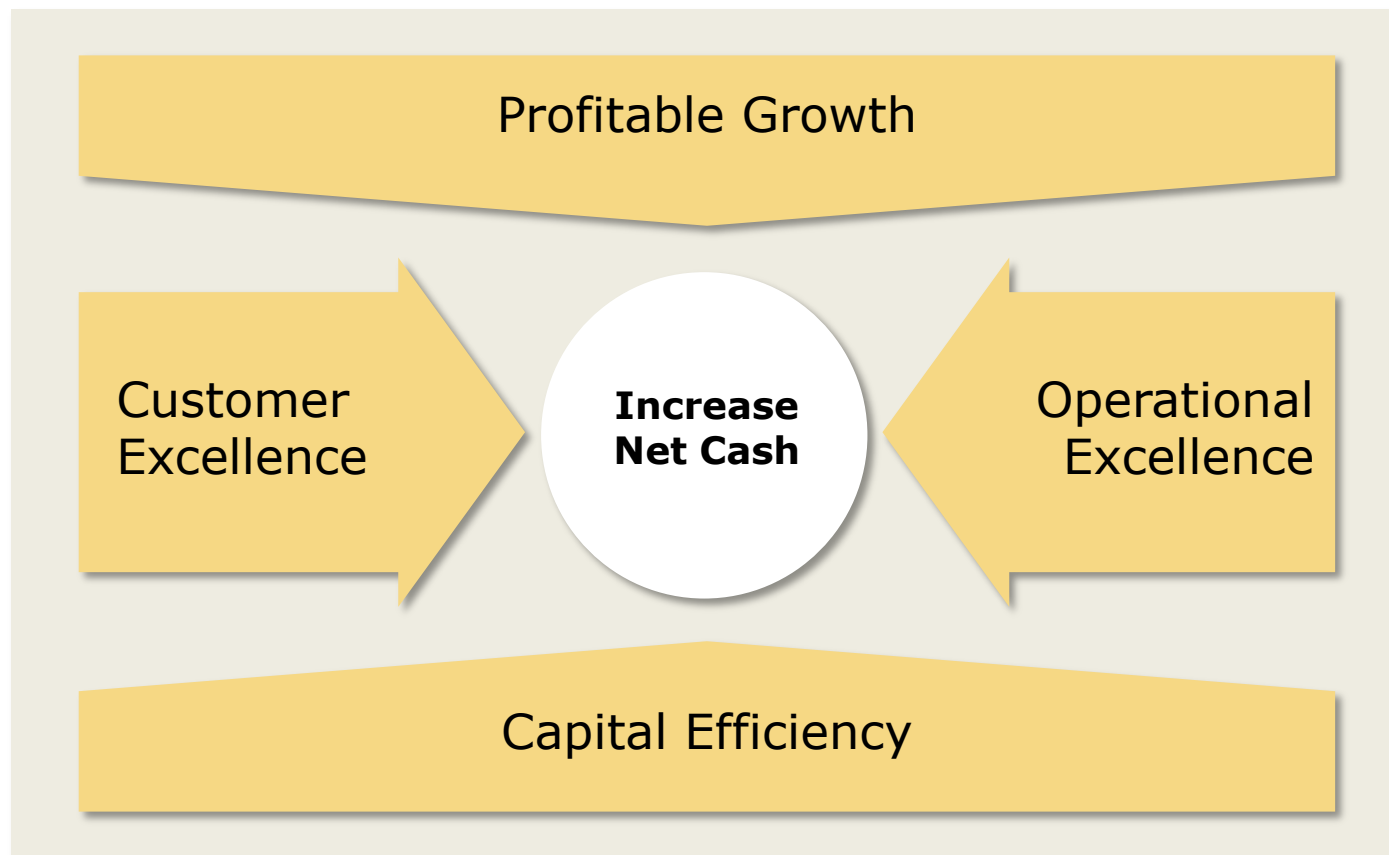 Profitable Growth
Customer
Excellence
Increase
Net Cash
Operational
Excellence
Capital Efficiency